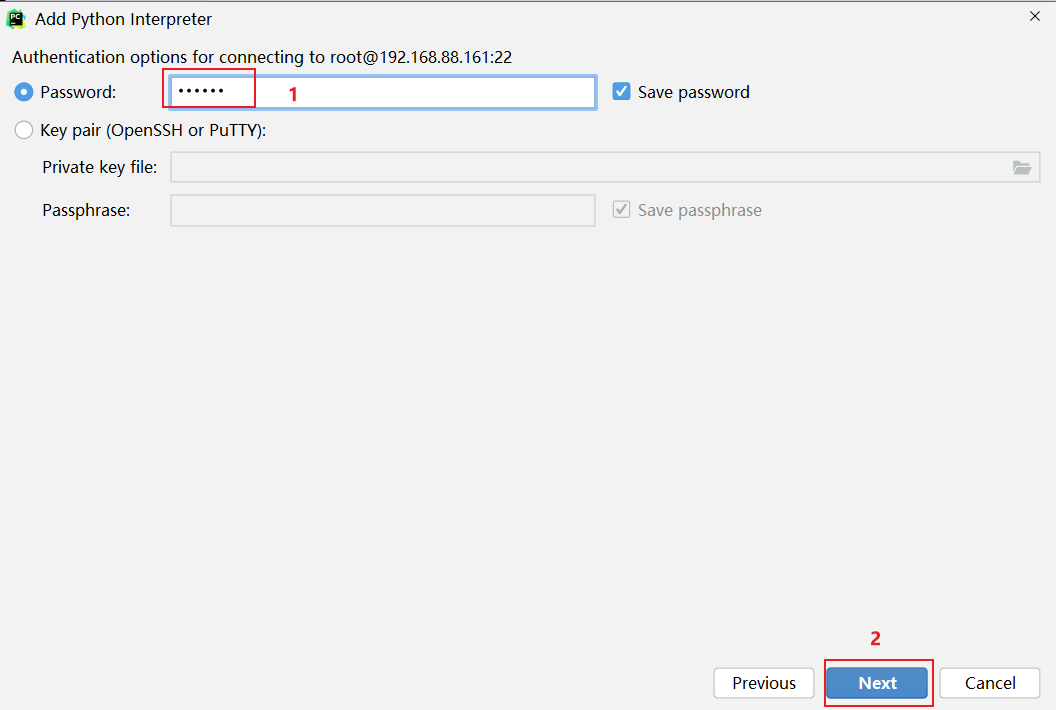 Add Python Interpreter
Authentication options for connecting to root@192.168.88.161:22
Password: •••••• 1 Save password
Key pair (OpenSSH or PuTTY):
Private key file:
Passphrase: Save passphrase
2
Previous Next Cancel